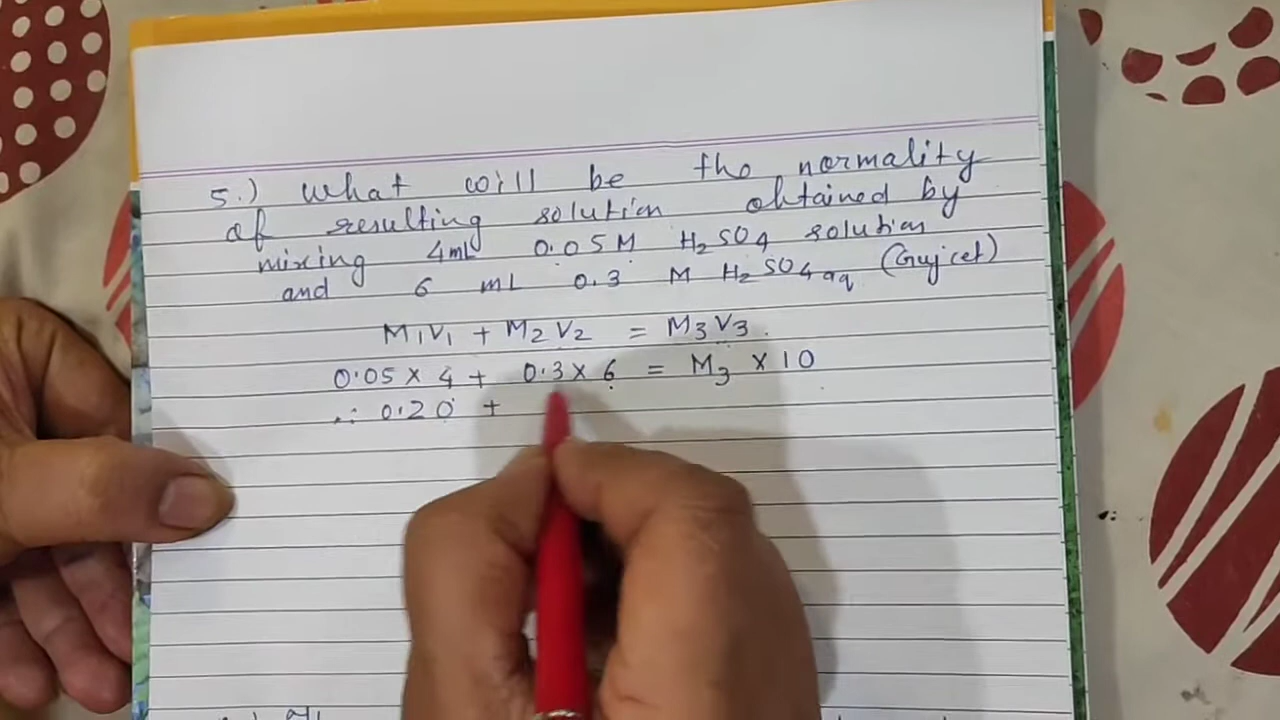 5.) What will be the normality
of resulting solution obtained by
mixing 4mL 0.05M H₂SO₄ solution
and 6 mL 0.3 M H₂SO₄ aq (Gujcet)
M₁V₁ + M₂V₂ = M₃V₃.
0.05 × 4 + 0.3 × 6 = M₃ × 10
∴ 0.20 +